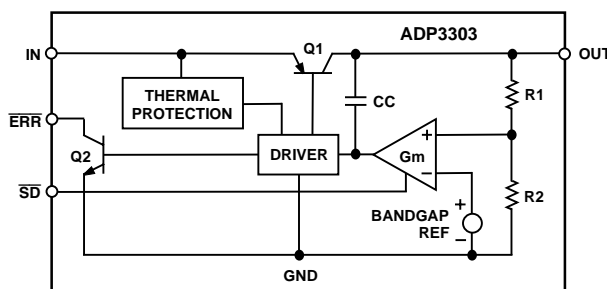 ADP3303
IN
Q1
OUT
THERMAL
PROTECTION
CC
R1
ERR
Q2
DRIVER
+
Gm
−
SD
R2
+
BANDGAP
REF
−
GND